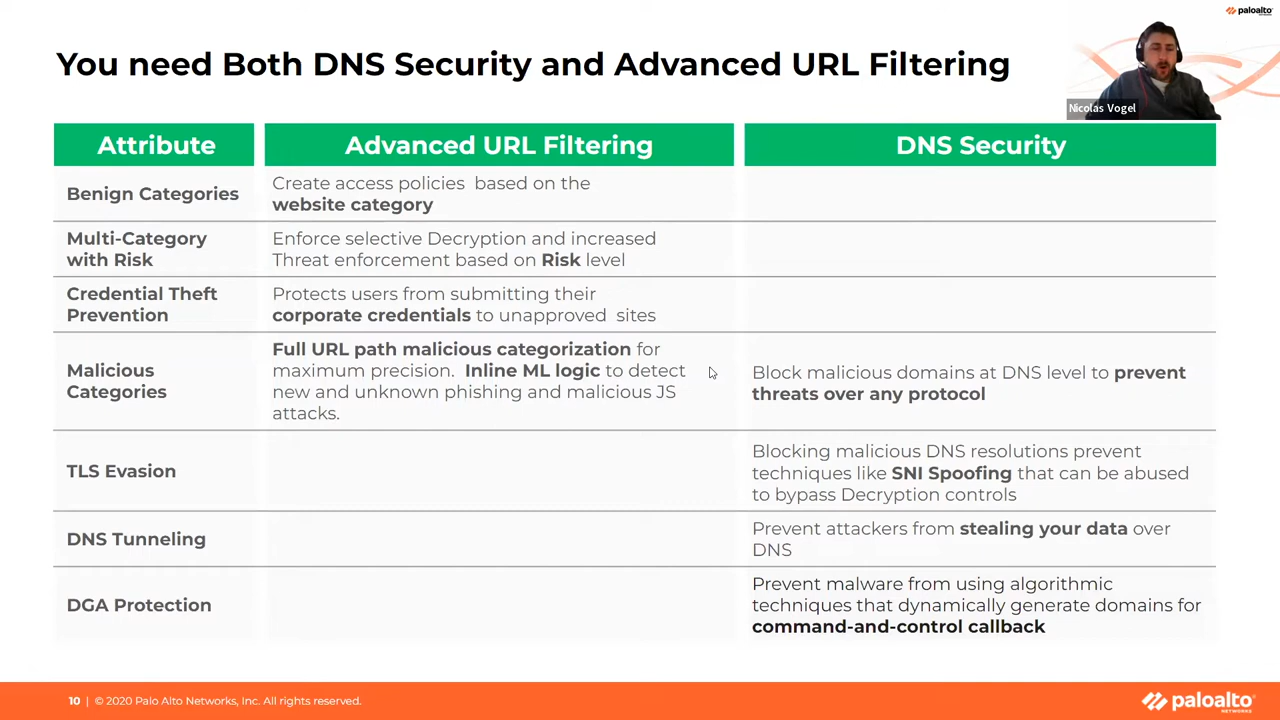 paloalto
NETWORKS
You need Both DNS Security and Advanced URL Filtering
Nicolas Vogel
Attribute
Advanced URL Filtering
DNS Security
Benign Categories
Create access policies based on the
website category
Multi-Category
with Risk
Enforce selective Decryption and increased
Threat enforcement based on Risk level
Credential Theft
Prevention
Protects users from submitting their
corporate credentials to unapproved sites
Malicious
Categories
Full URL path malicious categorization for
maximum precision. Inline ML logic to detect
new and unknown phishing and malicious JS
attacks.
Block malicious domains at DNS level to prevent
threats over any protocol
TLS Evasion
Blocking malicious DNS resolutions prevent
techniques like SNI Spoofing that can be abused
to bypass Decryption controls
DNS Tunneling
Prevent attackers from stealing your data over
DNS
DGA Protection
Prevent malware from using algorithmic
techniques that dynamically generate domains for
command-and-control callback
10 | © 2020 Palo Alto Networks, Inc. All rights reserved.
paloalto
NETWORKS